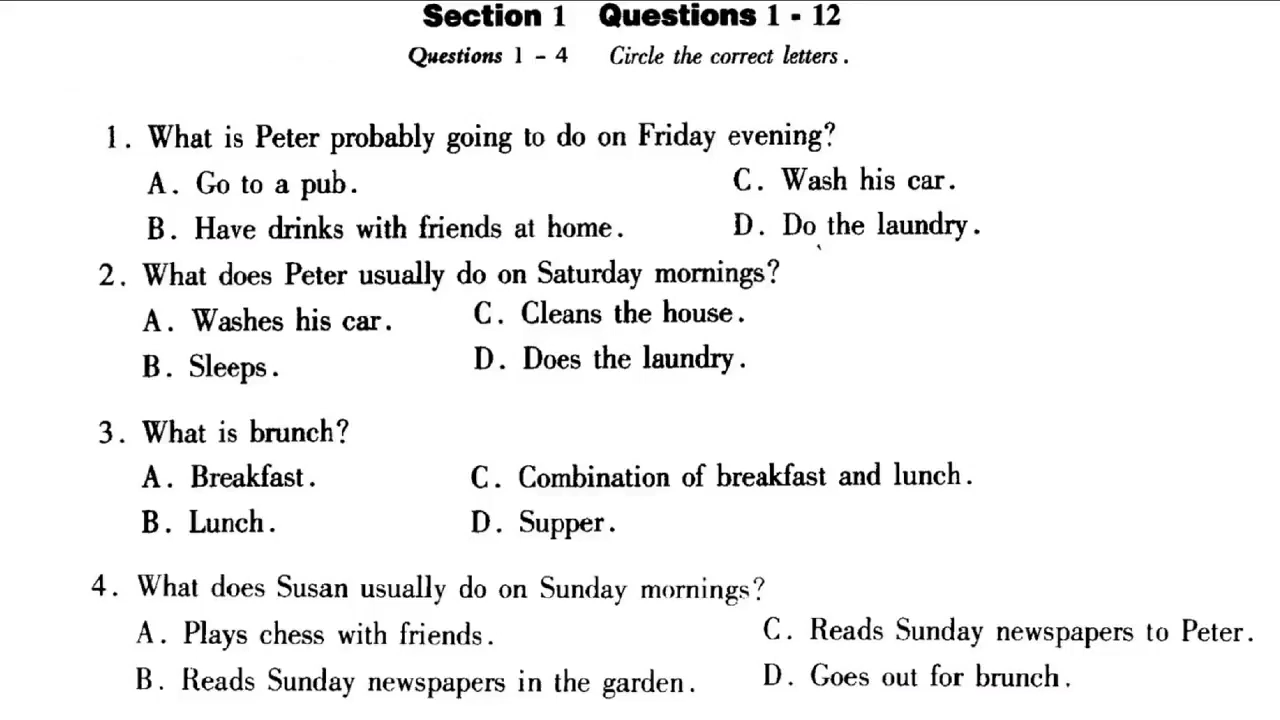 Section 1 Questions 1 - 12
Questions 1 - 4 Circle the correct letters.
1. What is Peter probably going to do on Friday evening?
A. Go to a pub. C. Wash his car.
B. Have drinks with friends at home. D. Do the laundry.
2. What does Peter usually do on Saturday mornings?
A. Washes his car. C. Cleans the house.
B. Sleeps. D. Does the laundry.
3. What is brunch?
A. Breakfast. C. Combination of breakfast and lunch.
B. Lunch. D. Supper.
4. What does Susan usually do on Sunday mornings?
A. Plays chess with friends. C. Reads Sunday newspapers to Peter.
B. Reads Sunday newspapers in the garden. D. Goes out for brunch.